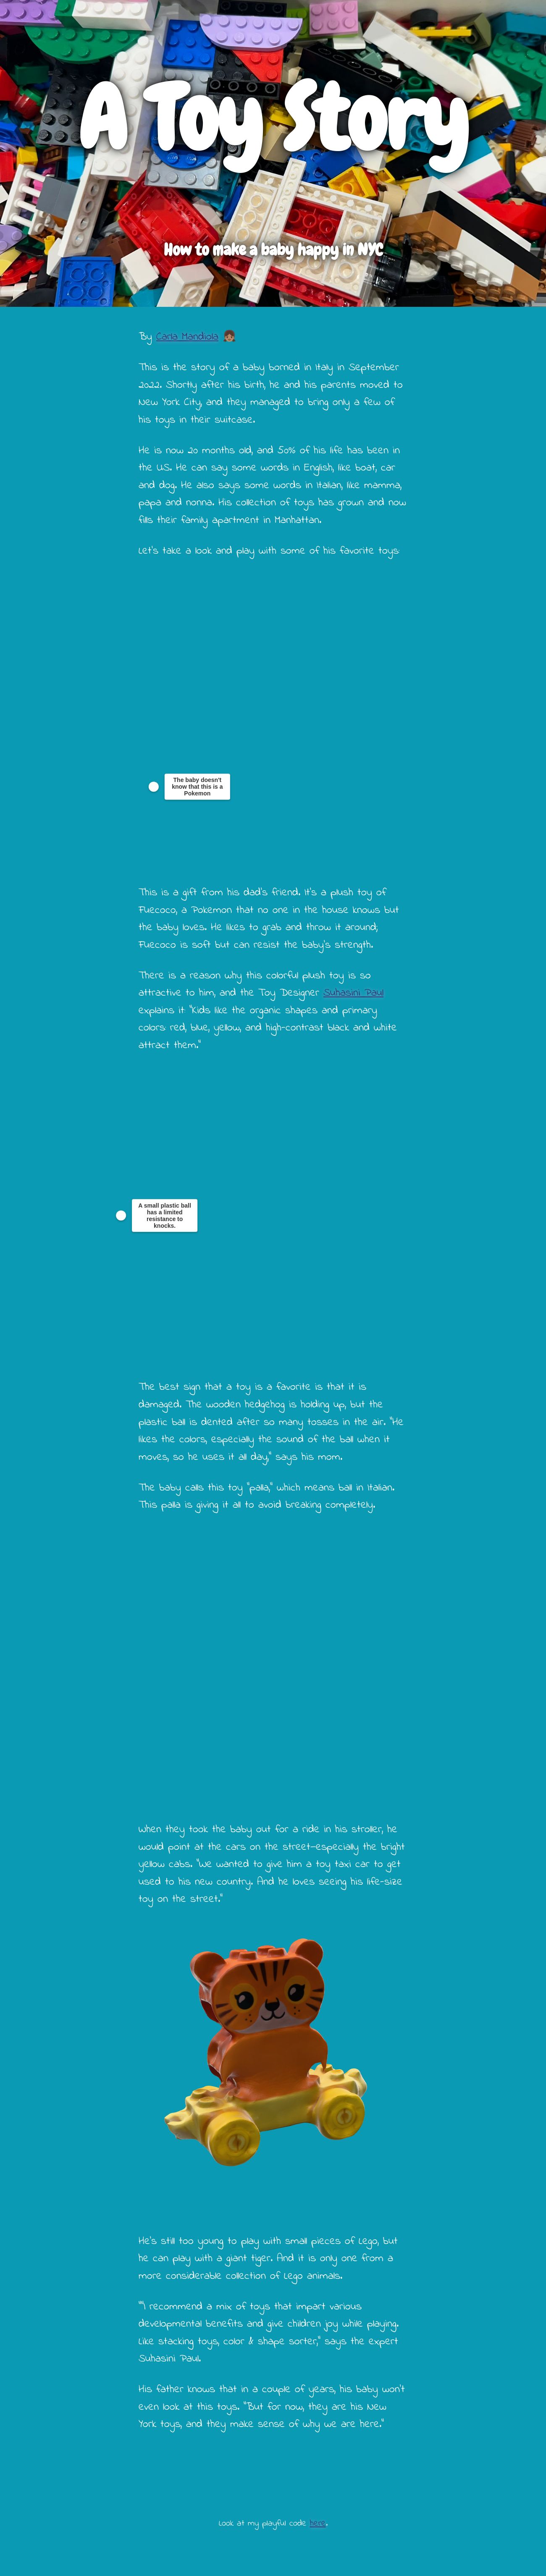 A Toy Story
How to make a baby happy in NYC
By Carla Mandiola 👧🏽
This is the story of a baby borned in Italy in September
2022. Shortly after his birth, he and his parents moved to
New York City, and they managed to bring only a few of
his toys in their suitcase.
He is now 20 months old, and 50% of his life has been in
the US. He can say some words in English, like boat, car
and dog. He also says some words in Italian, like mamma,
papa and nonna. His collection of toys has grown and now
fills their family apartment in Manhattan.
Let's take a look and play with some of his favorite toys:
The baby doesn't
know that this is a
Pokemon
This is a gift from his dad's friend. It's a plush toy of
Fuecoco, a Pokemon that no one in the house knows but
the baby loves. He likes to grab and throw it around;
Fuecoco is soft but can resist the baby's strength.
There is a reason why this colorful plush toy is so
attractive to him, and the Toy Designer Suhasini Paul
explains it: "Kids like the organic shapes and primary
colors: red, blue, yellow, and high-contrast black and white
attract them."
A small plastic ball
has a limited
resistance to
knocks.
The best sign that a toy is a favorite is that it is
damaged. The wooden hedgehog is holding up, but the
plastic ball is dented after so many tosses in the air. "He
likes the colors, especially the sound of the ball when it
moves, so he uses it all day," says his mom.
The baby calls this toy "palla," which means ball in Italian.
This palla is giving it all to avoid breaking completely.
When they took the baby out for a ride in his stroller, he
would point at the cars on the street—especially the bright
yellow cabs. "We wanted to give him a toy taxi car to get
used to his new country. And he loves seeing his life-size
toy on the street."
He's still too young to play with small pieces of Lego, but
he can play with a giant tiger. And it is only one from a
more considerable collection of Lego animals.
""I recommend a mix of toys that impart various
developmental benefits and give children joy while playing.
Like stacking toys, color & shape sorter," says the expert
Suhasini Paul.
His father knows that in a couple of years, his baby won't
even look at this toys. "But for now, they are his New
York toys, and they make sense of why we are here."
Look at my playful code here.